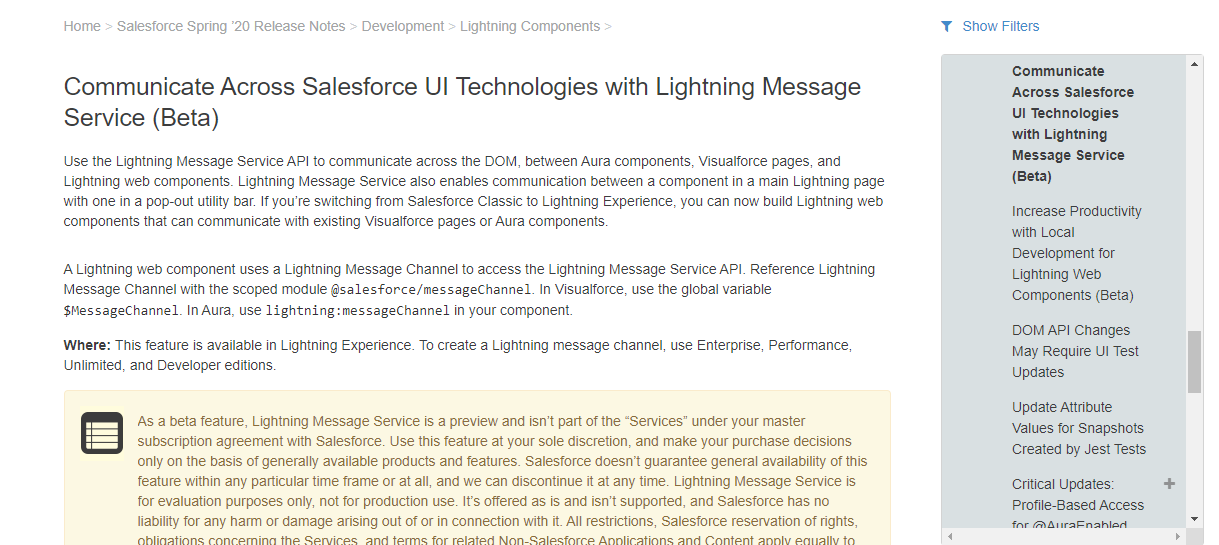 Home > Salesforce Spring ’20 Release Notes > Development > Lightning Components >
Show Filters
Communicate Across Salesforce UI Technologies with Lightning Message
Service (Beta)
Use the Lightning Message Service API to communicate across the DOM, between Aura components, Visualforce pages, and
Lightning web components. Lightning Message Service also enables communication between a component in a main Lightning page
with one in a pop-out utility bar. If you’re switching from Salesforce Classic to Lightning Experience, you can now build Lightning web
components that can communicate with existing Visualforce pages or Aura components.
A Lightning web component uses a Lightning Message Channel to access the Lightning Message Service API. Reference Lightning
Message Channel with the scoped module @salesforce/messageChannel. In Visualforce, use the global variable
$MessageChannel. In Aura, use lightning:messageChannel in your component.
Where: This feature is available in Lightning Experience. To create a Lightning message channel, use Enterprise, Performance,
Unlimited, and Developer editions.
As a beta feature, Lightning Message Service is a preview and isn’t part of the “Services” under your master
subscription agreement with Salesforce. Use this feature at your sole discretion, and make your purchase decisions
only on the basis of generally available products and features. Salesforce doesn’t guarantee general availability of this
feature within any particular time frame or at all, and we can discontinue it at any time. Lightning Message Service is
for evaluation purposes only, not for production use. It’s offered as is and isn’t supported, and Salesforce has no
liability for any harm or damage arising out of or in connection with it. All restrictions, Salesforce reservation of rights,
obligations concerning the Services, and terms for related Non-Salesforce Applications and Content apply equally to
Communicate
Across Salesforce
UI Technologies
with Lightning
Message Service
(Beta)
Increase Productivity
with Local
Development for
Lightning Web
Components (Beta)
DOM API Changes
May Require UI Test
Updates
Update Attribute
Values for Snapshots
Created by Jest Tests
Critical Updates:
Profile-Based Access
for @AuraEnabled